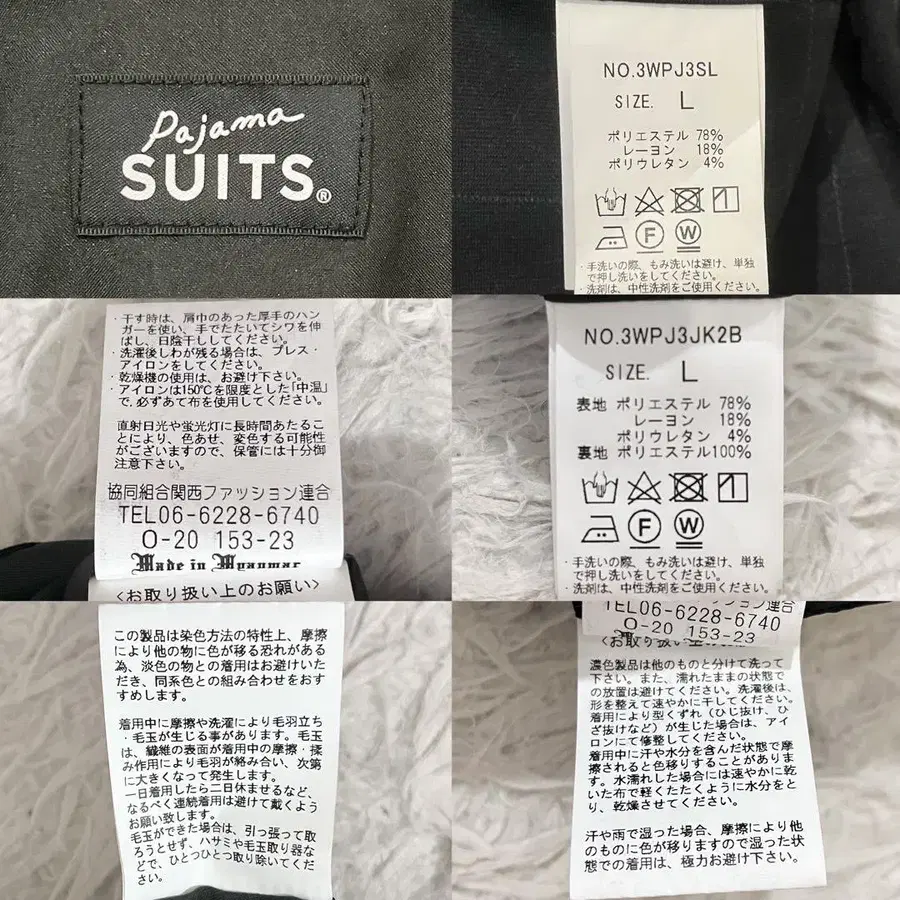 Pajama
SUITS®
NO.3WPJ3SL
SIZE. L
ポリエステル 78%
レーヨン 18%
ポリウレタン 4%
F
W
・手洗いの際、もみ洗いは避け、単独
で押し洗いをしてください。
・洗剤は、中性洗剤をご使用ください。
・干す時は、肩巾のあった厚手のハン
ガーを使い、手でたたいてシワを伸
ばし、日陰干ししてください。
・洗濯後しわが残る場合は、プレス・
アイロンをしてください。
・乾燥機の使用は、お避け下さい。
・アイロンは150℃を限度とした「中温」
で、必ずあて布を使用してください。
直射日光や蛍光灯に長時間あたるこ
とにより、色あせ、変色する可能性
がございますので、保管には十分御
注意下さい。
協同組合関西ファッション連合
TEL06-6228-6740
O-20 153-23
Made in Myanmar
<お取り扱い上のお願い>
NO.3WPJ3JK2B
SIZE. L
表地 ポリエステル 78%
レーヨン 18%
ポリウレタン 4%
裏地 ポリエステル100%
F
W
・手洗いの際、もみ洗いは避け、単独
で押し洗いをしてください。
・洗剤は、中性洗剤をご使用ください。
この製品は染色方法の特性上、摩擦
により他の物に色が移る恐れがある
為、淡色の物との着用はお避けいただ
き、同系色との組み合わせをおすす
めします。
着用中に摩擦や洗濯により毛羽立ち
・毛玉が生じる事があります。毛玉
は、繊維の表面が着用中の摩擦・揉
み作用により毛羽が絡み合い、次第
に大きくなって発生します。
一日着用したら二日休ませるなど、
なるべく連続着用は避けて戴くよう
お願い致します。
毛玉ができた場合は、引っ張って取
ろうとせず、ハサミや毛玉取り器な
どで、ひとつひとつ取り除いてくださ
い。
TEL06-6228-6740
O-20 153-23
濃色製品は他のものと分けて洗って
下さい。また、濡れたままの状態で
の放置は避けてください。洗濯後は、
形を整えて速やかに干してください。
着用により型くずれ（ひじ抜け、ひ
ざ抜けなど）が生じた場合は、アイ
ロンにて修整してください。
着用中に汗や水分を含んだ状態で摩
擦されると色移りすることがありま
す。水濡れした場合には速やかに乾
いた布で軽くたたくように水分をと
り、乾燥させてください。
汗や雨で湿った場合、摩擦により他
のものに色が移りますので湿った状
態での着用は、極力お避け下さい。